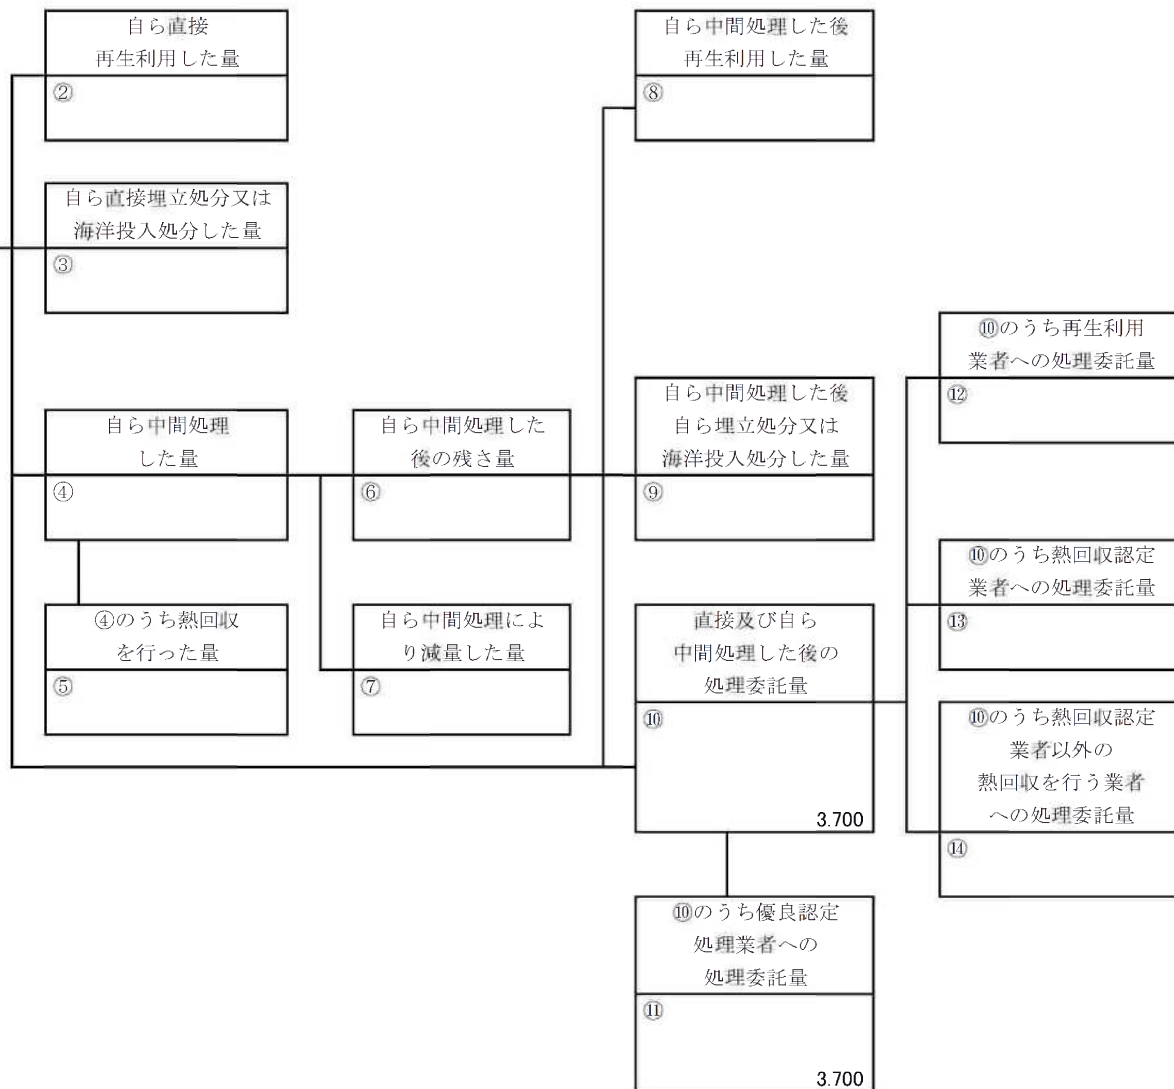 自ら直接
再生利用した量
②
自ら中間処理した後
再生利用した量
⑧
自ら直接埋立処分又は
海洋投入処分した量
③
⑩のうち再生利用
業者への処理委託量
⑫
自ら中間処理
した量
④
自ら中間処理した
後の残さ量
⑥
自ら中間処理した後
自ら埋立処分又は
海洋投入処分した量
⑨
⑩のうち熱回収認定
業者への処理委託量
⑬
④のうち熱回収
を行った量
⑤
自ら中間処理によ
り減量した量
⑦
直接及び自ら
中間処理した後の
処理委託量
⑩
3.700
⑩のうち熱回収認定
業者以外の
熱回収を行う業者
への処理委託量
⑭
⑩のうち優良認定
処理業者への
処理委託量
⑪
3.700